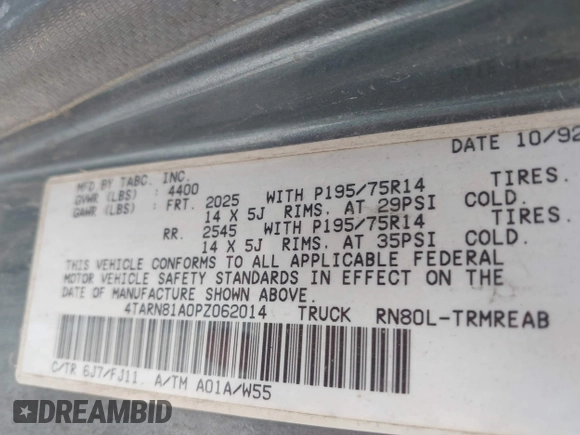 DATE 10/92
MFD BY TABC. INC.
GVWR (LBS) : 4400
GAWR (LBS) : FRT. 2025 WITH P195/75R14 TIRES.
14 X 5J RIMS. AT 29PSI COLD.
RR. 2545 WITH P195/75R14 TIRES.
14 X 5J RIMS. AT 35PSI COLD.
THIS VEHICLE CONFORMS TO ALL APPLICABLE FEDERAL
MOTOR VEHICLE SAFETY STANDARDS IN EFFECT ON THE
DATE OF MANUFACTURE SHOWN ABOVE.
4TARN81A0PZ062014 TRUCK RN80L-TRMREAB
C/TR 6J7/FJ11. A/TM A01A/W55
DREAMBID